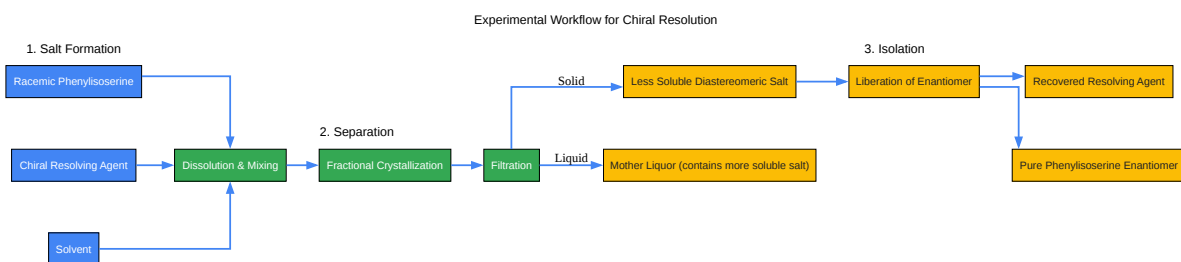 Experimental Workflow for Chiral Resolution
1. Salt Formation
Racemic Phenylisoserine
Chiral Resolving Agent
Solvent
Dissolution & Mixing
2. Separation
Fractional Crystallization
Filtration
Solid
Liquid
Less Soluble Diastereomeric Salt
Mother Liquor (contains more soluble salt)
3. Isolation
Liberation of Enantiomer
Recovered Resolving Agent
Pure Phenylisoserine Enantiomer